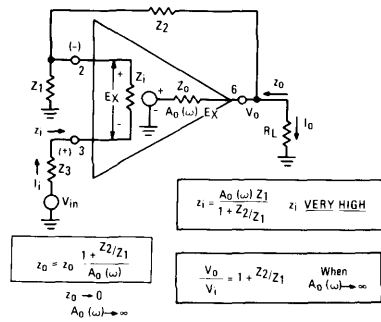 Z2
(-)
2
Z1
+
EX
Zi
-
+
-
Z0
A0 (ω) EX
6
V0
z0
I0
RL
zi
(+)
3
Z3
Ii
Vin
zi = A0 (ω) Z1 / 1 + Z2/Z1 zi VERY HIGH
z0 = z0 1 + Z2/Z1 / A0 (ω)
z0 → 0
A0 (ω) → ∞
V0 / Vi = 1 + Z2/Z1 When A0 (ω) → ∞